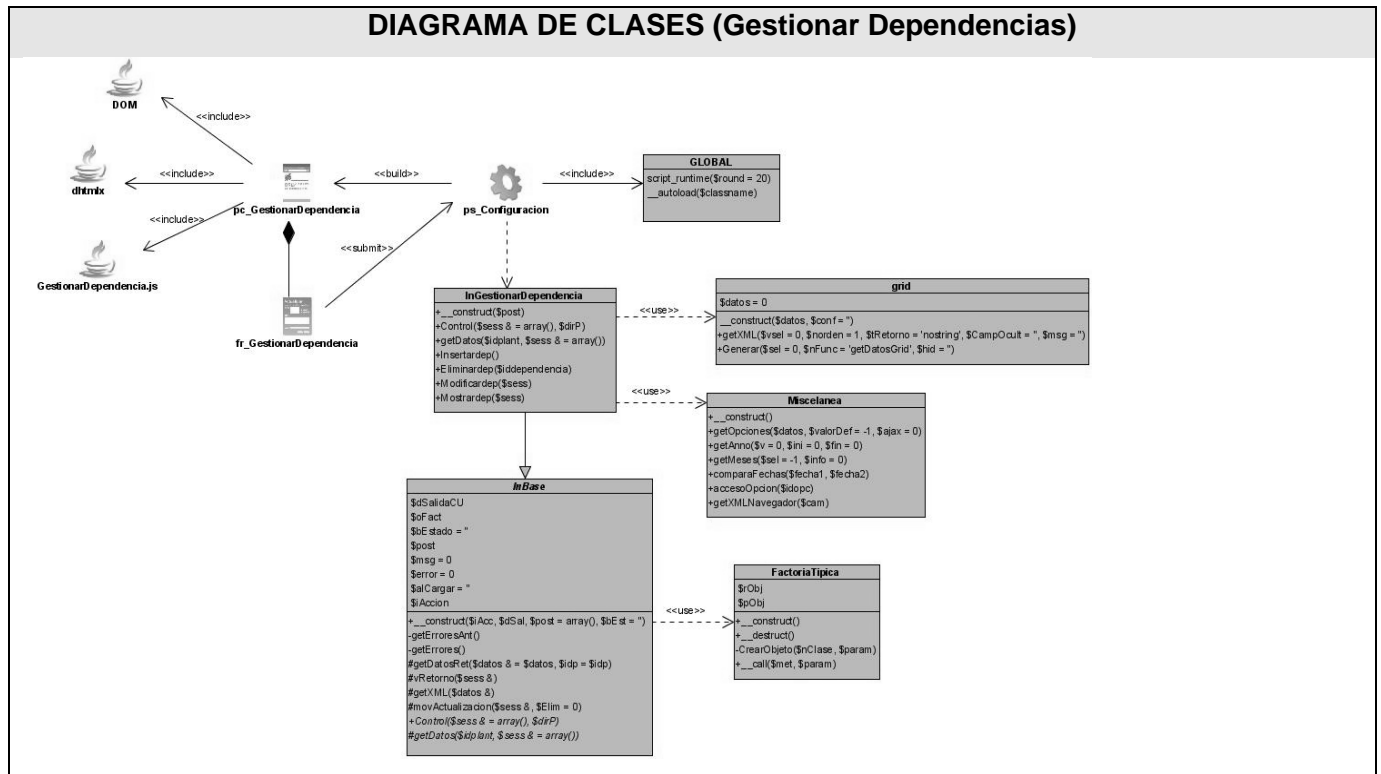 DIAGRAMA DE CLASES (Gestionar Dependencias)
DOM
<<include>>
dhtmlx
<<include>>
pc_GestionarDependencia
<<build>>
ps_Configuracion
<<include>>
GLOBAL
script_runtime($round = 20)
__autoload($classname)
<<include>>
GestionarDependencia.js
<<submit>>
fr_GestionarDependencia
InGestionarDependencia
+__construct($post)
+Control($sess & = array(), $dirP)
+getDatos($idplant, $sess & = array())
+Insertardep()
+Eliminardep($iddependencia)
+Modificardep($sess)
+Mostrardep($sess)
<<use>>
grid
$datos = 0
__construct($datos, $conf = '')
+getXML($vsel = 0, $norden = 1, $tRetorno = 'nostring', $CampOcult = '', $msg = '')
+Generar($sel = 0, $nFunc = 'getDatosGrid', $hid = '')
<<use>>
Miscelanea
+__construct()
+getOpciones($datos, $valorDef = -1, $ajax = 0)
+getAnno($v = 0, $ini = 0, $fin = 0)
+getMeses($sel = -1, $info = 0)
+comparaFechas($fecha1, $fecha2)
+accesoOpcion($idopc)
+getXMLNavegador($cam)
InBase
$dSalidaCU
$oFact
$bEstado = ''
$post
$msg = 0
$error = 0
$alCargar = ''
$iAccion
+__construct($iAcc, $dSal, $post = array(), $bEst = '')
-getErroresAnt()
-getErrores()
#getDatosRet($datos & = $datos, $idp = $idp)
#vRetorno($sess &)
#getXML($datos &)
#movActualizacion($sess &, $Elim = 0)
+Control($sess & = array(), $dirP)
#getDatos($idplant, $sess & = array())
<<use>>
FactoriaTipica
$rObj
$pObj
+__construct()
+__destruct()
-CrearObjeto($nClase, $param)
+__call($met, $param)